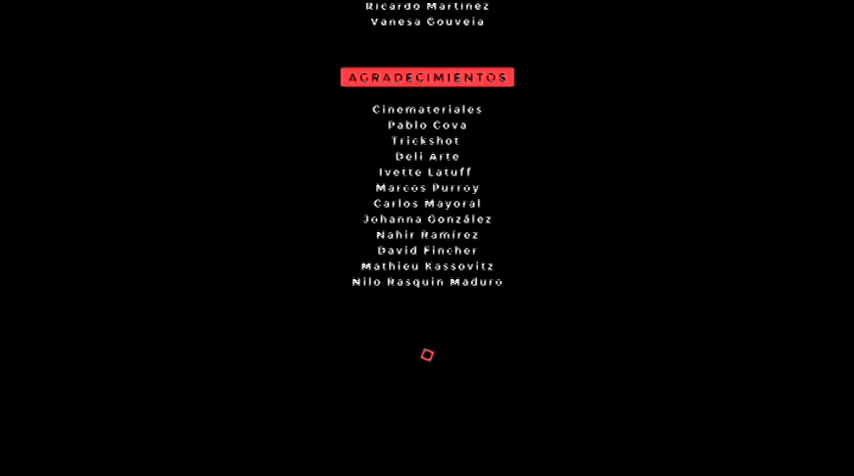 Ricardo Martínez
Vanesa Gouveia
AGRADECIMIENTOS
Cinemateriales
Pablo Cova
Trickshot
Deli Arte
Ivette Latuff
Marcos Purroy
Carlos Mayoral
Johanna González
Nahir Ramírez
David Fincher
Mathieu Kassovitz
Nilo Rasquin Maduro